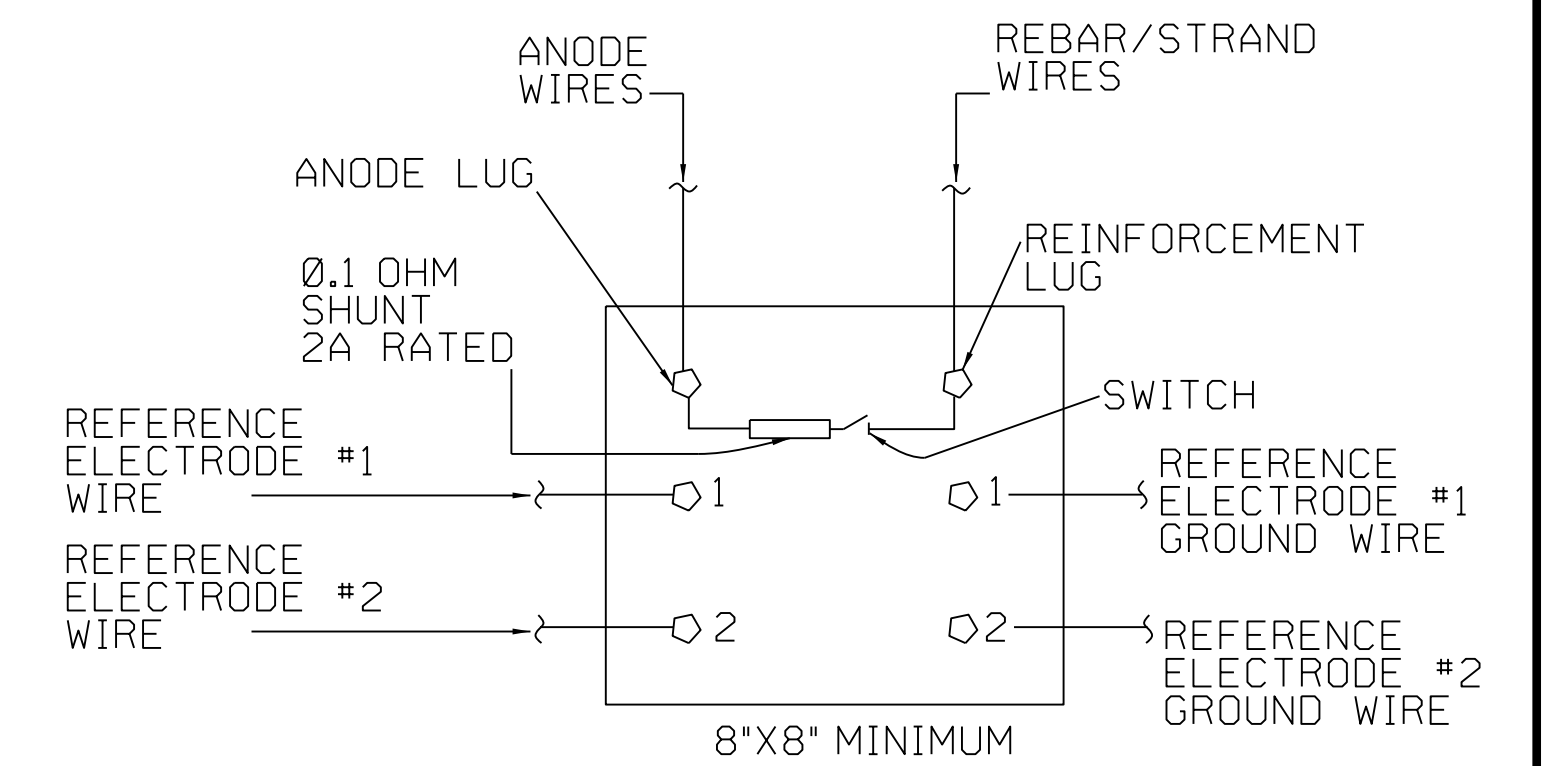 ANODE
WIRES
REBAR/STRAND
WIRES
ANODE LUG
REINFORCEMENT
LUG
0.1 OHM
SHUNT
2A RATED
SWITCH
REFERENCE
ELECTRODE #1
WIRE
1
1
REFERENCE
ELECTRODE #1
GROUND WIRE
REFERENCE
ELECTRODE #2
WIRE
2
2
REFERENCE
ELECTRODE #2
GROUND WIRE
8"X8" MINIMUM